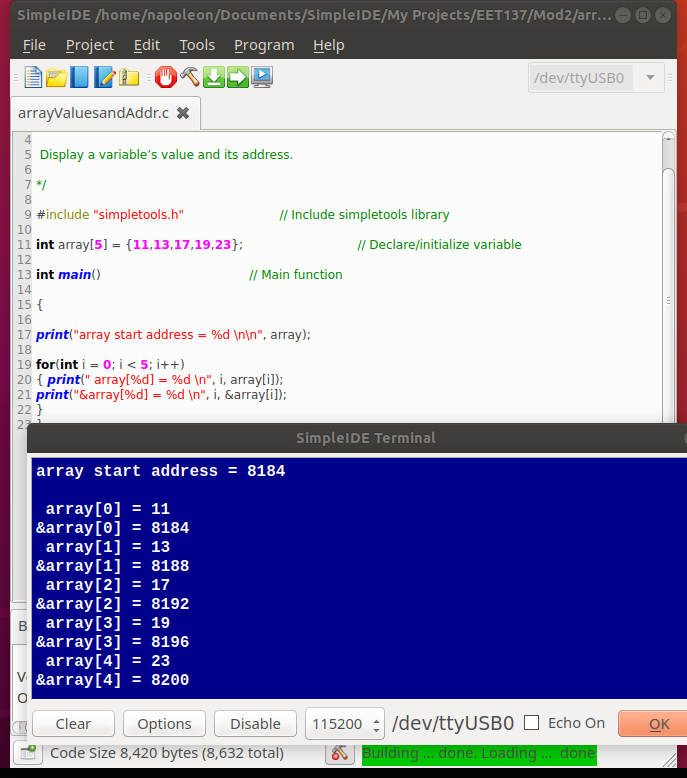 SimpleIDE /home/napoleon/Documents/SimpleIDE/My Projects/EET137/Mod2/arr...
File Project Edit Tools Program Help
/dev/ttyUSB0
arrayValuesandAddr.c
4
5 Display a variable’s value and its address.
6
7 */
8
9 #include "simpletools.h" // Include simpletools library
10
11 int array[5] = {11,13,17,19,23}; // Declare/initialize variable
12
13 int main() // Main function
14
15 {
16
17 print("array start address = %d \n\n", array);
18
19 for(int i = 0; i < 5; i++)
20 { print(" array[%d] = %d \n", i, array[i]);
21 print("&array[%d] = %d \n", i, &array[i]);
22 }
23
SimpleIDE Terminal
array start address = 8184
array[0] = 11
&array[0] = 8184
array[1] = 13
&array[1] = 8188
array[2] = 17
&array[2] = 8192
array[3] = 19
&array[3] = 8196
array[4] = 23
&array[4] = 8200
Clear Options Disable 115200 /dev/ttyUSB0 Echo On OK
Code Size 8,420 bytes (8,632 total) Building ... done. Loading ... done